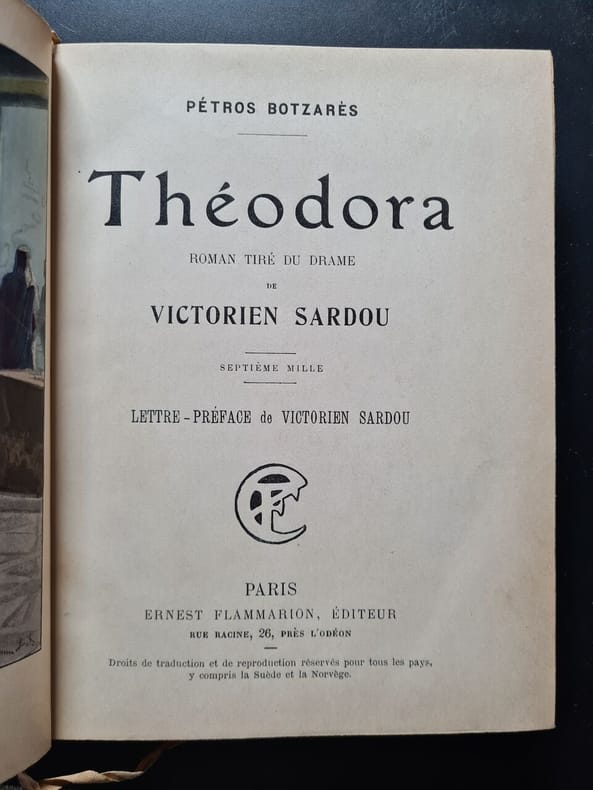 PÉTROS BOTZARÈS
Théodora
ROMAN TIRÉ DU DRAME
DE
VICTORIEN SARDOU
SEPTIÈME MILLE
LETTRE-PRÉFACE de VICTORIEN SARDOU
PARIS
ERNEST FLAMMARION, ÉDITEUR
RUE RACINE, 26, PRÈS L'ODÉON
Droits de traduction et de reproduction réservés pour tous les pays,
y compris la Suède et la Norvège.